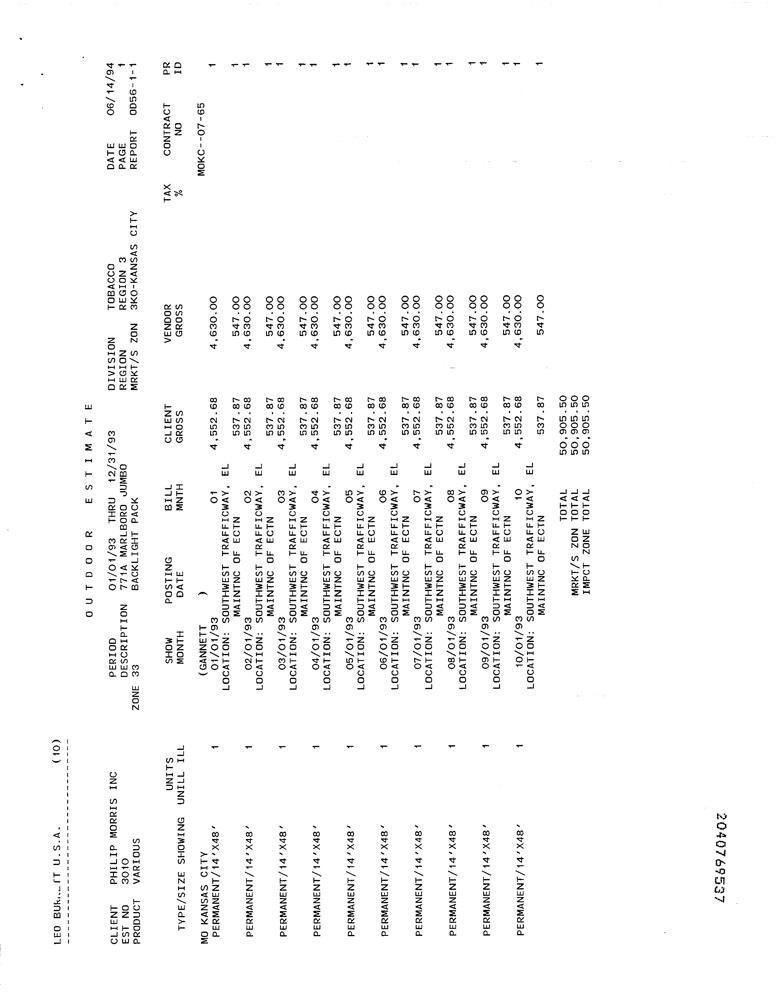 LEO BUR T U.S.A. (10)
O U T D O O R E S T I M A T E
CLIENT PHILIP MORRIS INC PERIOD 01/01/93 THRU 12/31/93 DIVISION TOBACCO DATE 06/14/94
EST NO 3010 DESCRIPTION 771A MARLBORO JUMBO REGION REGION 3 PAGE 1
PRODUCT VARIOUS ZONE 33 BACKLIGHT PACK MRKT/S ZON 3KO-KANSAS CITY REPORT OD56-1-1
UNITS SHOW POSTING BILL CLIENT VENDOR TAX CONTRACT PR
TYPE/SIZE SHOWING UNILL ILL MONTH DATE MNTH GROSS GROSS % NO ID
MO KANSAS CITY (GANNETT ) MOKC--07-65
PERMANENT/14'X48' 1 01/01/93 01 4,552.68 4,630.00 1
LOCATION: SOUTHWEST TRAFFICWAY, EL
MAINTNC OF ECTN 537.87 547.00 1
PERMANENT/14'X48' 1 02/01/93 02 4,552.68 4,630.00 1
LOCATION: SOUTHWEST TRAFFICWAY, EL
MAINTNC OF ECTN 537.87 547.00 1
PERMANENT/14'X48' 1 03/01/93 03 4,552.68 4,630.00 1
LOCATION: SOUTHWEST TRAFFICWAY, EL
MAINTNC OF ECTN 537.87 547.00 1
PERMANENT/14'X48' 1 04/01/93 04 4,552.68 4,630.00 1
LOCATION: SOUTHWEST TRAFFICWAY, EL
MAINTNC OF ECTN 537.87 547.00 1
PERMANENT/14'X48' 1 05/01/93 05 4,552.68 4,630.00 1
LOCATION: SOUTHWEST TRAFFICWAY, EL
MAINTNC OF ECTN 537.87 547.00 1
PERMANENT/14'X48' 1 06/01/93 06 4,552.68 4,630.00 1
LOCATION: SOUTHWEST TRAFFICWAY, EL
MAINTNC OF ECTN 537.87 547.00 1
PERMANENT/14'X48' 1 07/01/93 07 4,552.68 4,630.00 1
LOCATION: SOUTHWEST TRAFFICWAY, EL
MAINTNC OF ECTN 537.87 547.00 1
PERMANENT/14'X48' 1 08/01/93 08 4,552.68 4,630.00 1
LOCATION: SOUTHWEST TRAFFICWAY, EL
MAINTNC OF ECTN 537.87 547.00 1
PERMANENT/14'X48' 1 09/01/93 09 4,552.68 4,630.00 1
LOCATION: SOUTHWEST TRAFFICWAY, EL
MAINTNC OF ECTN 537.87 547.00 1
PERMANENT/14'X48' 1 10/01/93 10 4,552.68 4,630.00 1
LOCATION: SOUTHWEST TRAFFICWAY, EL
MAINTNC OF ECTN 537.87 547.00 1
MRKT/S ZON TOTAL 50,905.50
MRKT/S ZON TOTAL 50,905.50
IMPCT ZONE TOTAL 50,905.50
2040769537